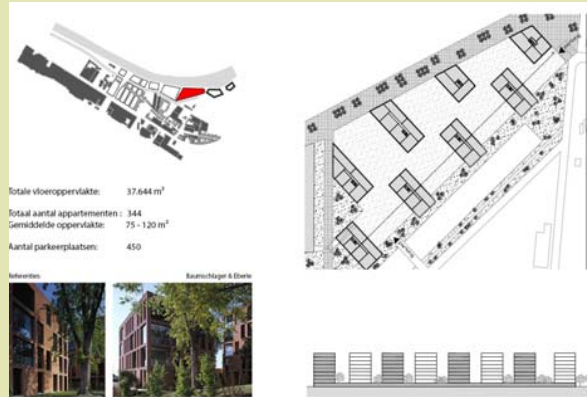 Totale vloeroppervlakte: 37.644 m²
Totaal aantal appartementen : 344
Gemiddelde oppervlakte: 75 - 120 m²
Aantal parkeerplaatsen: 450
Referenties Baumschlager & Eberle